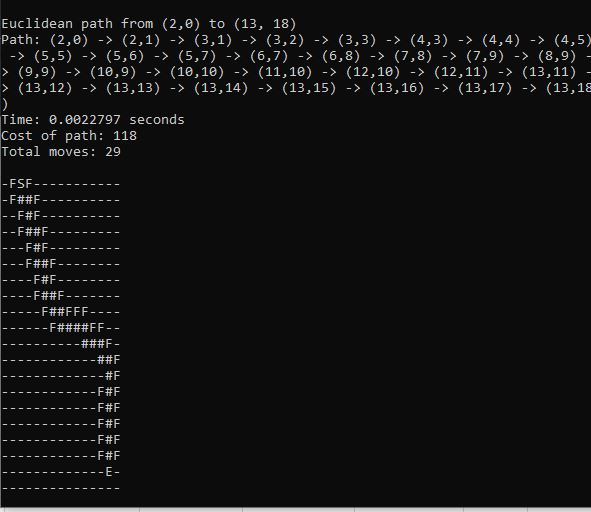 Euclidean path from (2,0) to (13, 18)
Path: (2,0) -> (2,1) -> (3,1) -> (3,2) -> (3,3) -> (4,3) -> (4,4) -> (4,5)
 -> (5,5) -> (5,6) -> (5,7) -> (6,7) -> (6,8) -> (7,8) -> (7,9) -> (8,9) -
> (9,9) -> (10,9) -> (10,10) -> (11,10) -> (12,10) -> (12,11) -> (13,11) -
> (13,12) -> (13,13) -> (13,14) -> (13,15) -> (13,16) -> (13,17) -> (13,18
)
Time: 0.0022797 seconds
Cost of path: 118
Total moves: 29
-FSF-----------
-F##F----------
--F#F----------
--F##F---------
---F#F---------
---F##F--------
----F#F--------
----F##F-------
-----F##FFF----
------F####FF--
----------###F-
------------##F
-------------#F
------------F#F
------------F#F
------------F#F
------------F#F
------------F#F
-------------E-
---------------